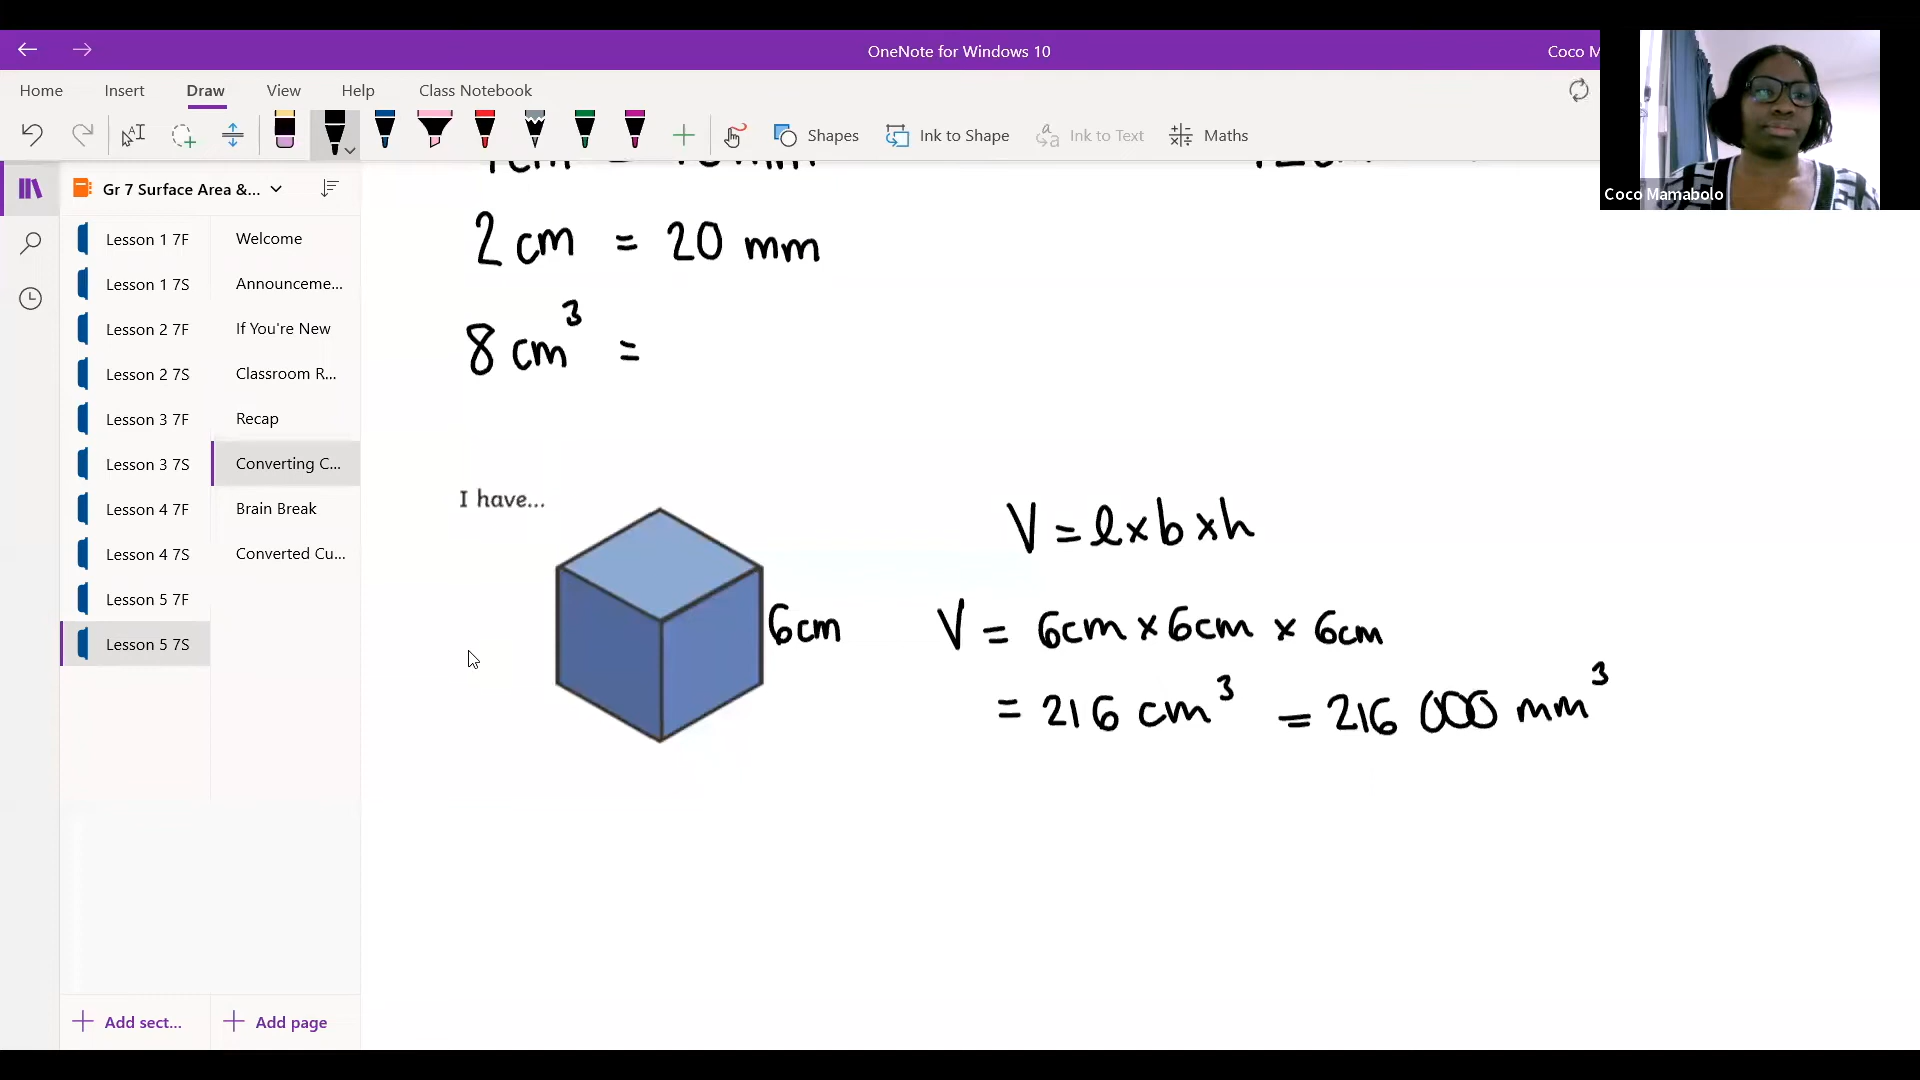 OneNote for Windows 10
Coco M
Home Insert Draw View Help Class Notebook
Shapes Ink to Shape Ink to Text Maths
Coco Mamabolo
Gr 7 Surface Area &...
Lesson 1 7F
Lesson 1 7S
Lesson 2 7F
Lesson 2 7S
Lesson 3 7F
Lesson 3 7S
Lesson 4 7F
Lesson 4 7S
Lesson 5 7F
Lesson 5 7S
Add sect...
Welcome
Announceme...
If You're New
Classroom R...
Recap
Converting C...
Brain Break
Converted Cu...
Add page
2 cm = 20 mm
8 cm³ =
I have...
6cm
V = l x b x h
V = 6cm x 6cm x 6cm
= 216 cm³ = 216 000 mm³